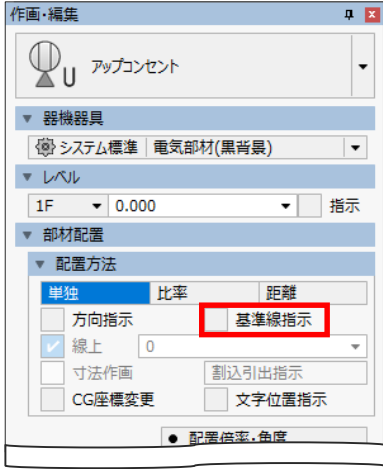 作画・編集
U アップコンセント
器機器具
システム標準 電気部材(黒背景)
レベル
1F 0.000 指示
部材配置
配置方法
単独 比率 距離
方向指示 基準線指示
線上 0
寸法作画 割込引出指示
CG座標変更 文字位置指示
● 配置倍率・角度